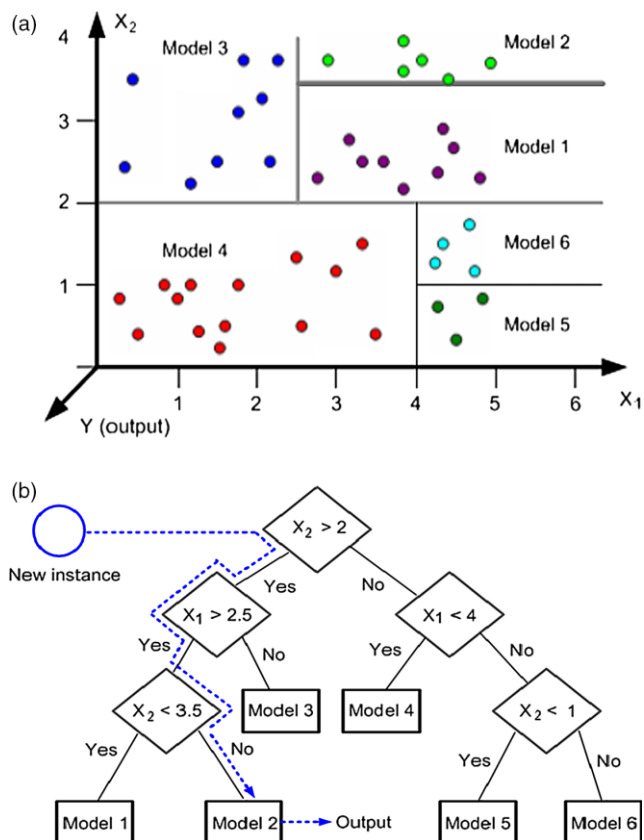 (a)
X2
4
Model 3
Model 2
3
Model 1
2
Model 4
Model 6
1
Model 5
1 2 3 4 5 6
X1
Y (output)
(b)
New instance
X2 > 2
Yes No
X1 > 2.5
X1 < 4
Yes No
Yes No
X2 < 3.5
Model 3
Model 4
X2 < 1
Yes No
Yes No
Model 1
Model 2
Output
Model 5
Model 6